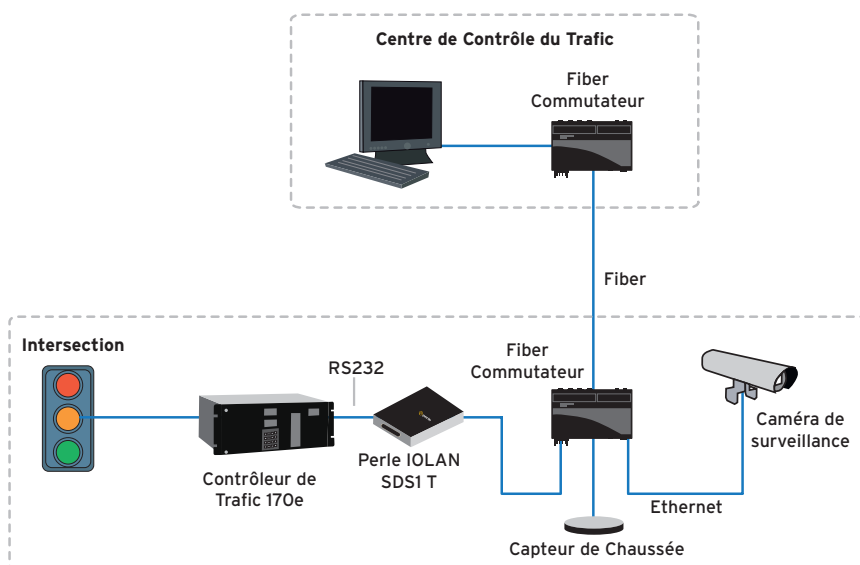 Centre de Contrôle du Trafic
Fiber
Commutateur
Fiber
Intersection
RS232
Fiber
Commutateur
Caméra de
surveillance
Perle IOLAN
SDS1 T
Contrôleur de
Trafic 170e
Ethernet
Capteur de Chaussée